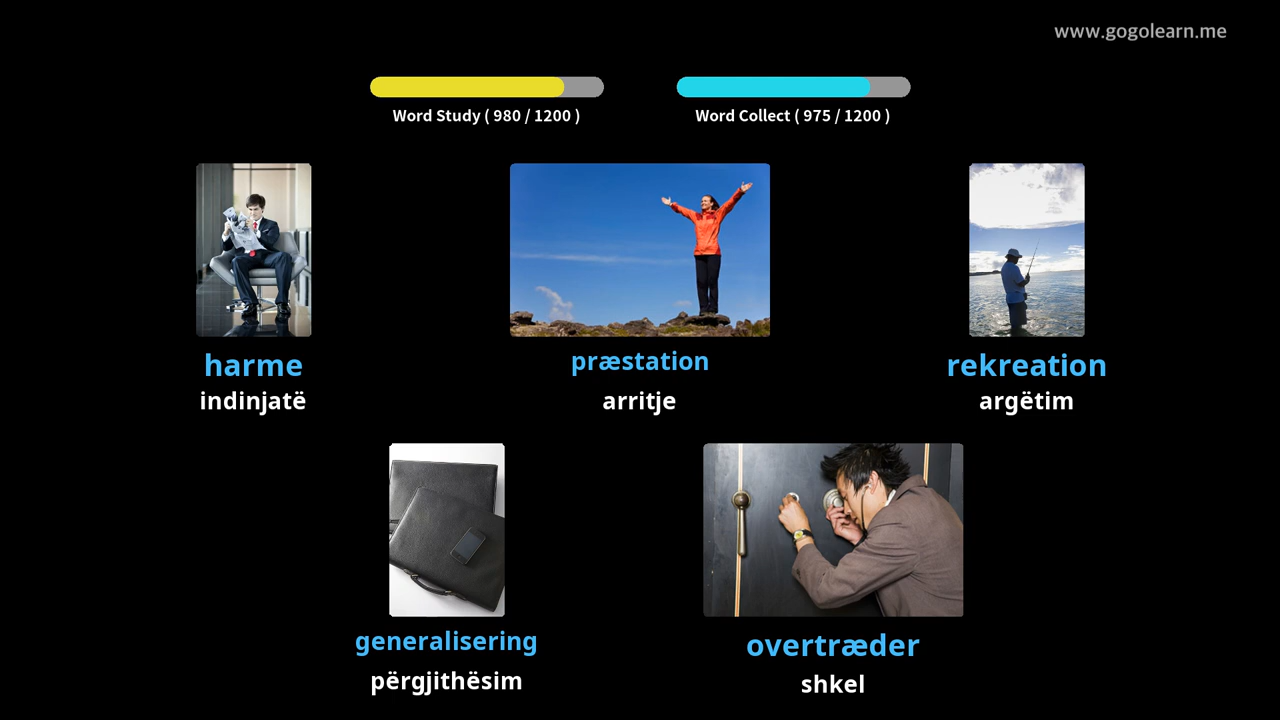 www.gogolearn.me
Word Study ( 980 / 1200 )
Word Collect ( 975 / 1200 )
harme
indinjatë
præstation
arritje
rekreation
argëtim
generalisering
përgjithësim
overtræder
shkel